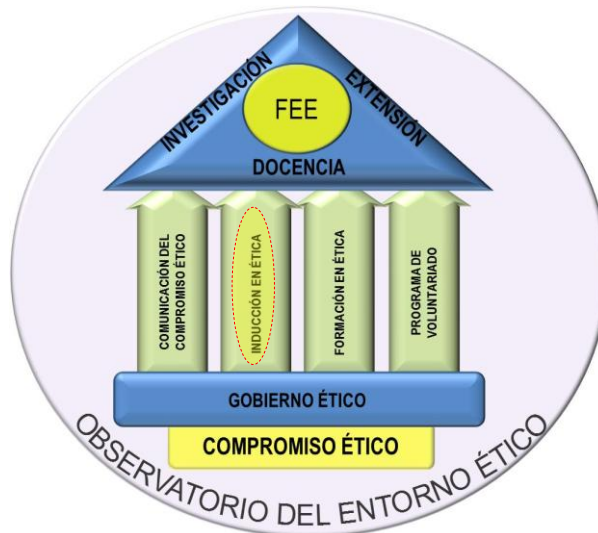 INVESTIGACIÓN
EXTENSIÓN
FEE
DOCENCIA
COMUNICACIÓN DEL
COMPROMISO ÉTICO
INDUCCIÓN EN ÉTICA
FORMACIÓN EN ÉTICA
PROGRAMA DE
VOLUNTARIADO
GOBIERNO ÉTICO
COMPROMISO ÉTICO
OBSERVATORIO DEL ENTORNO ÉTICO